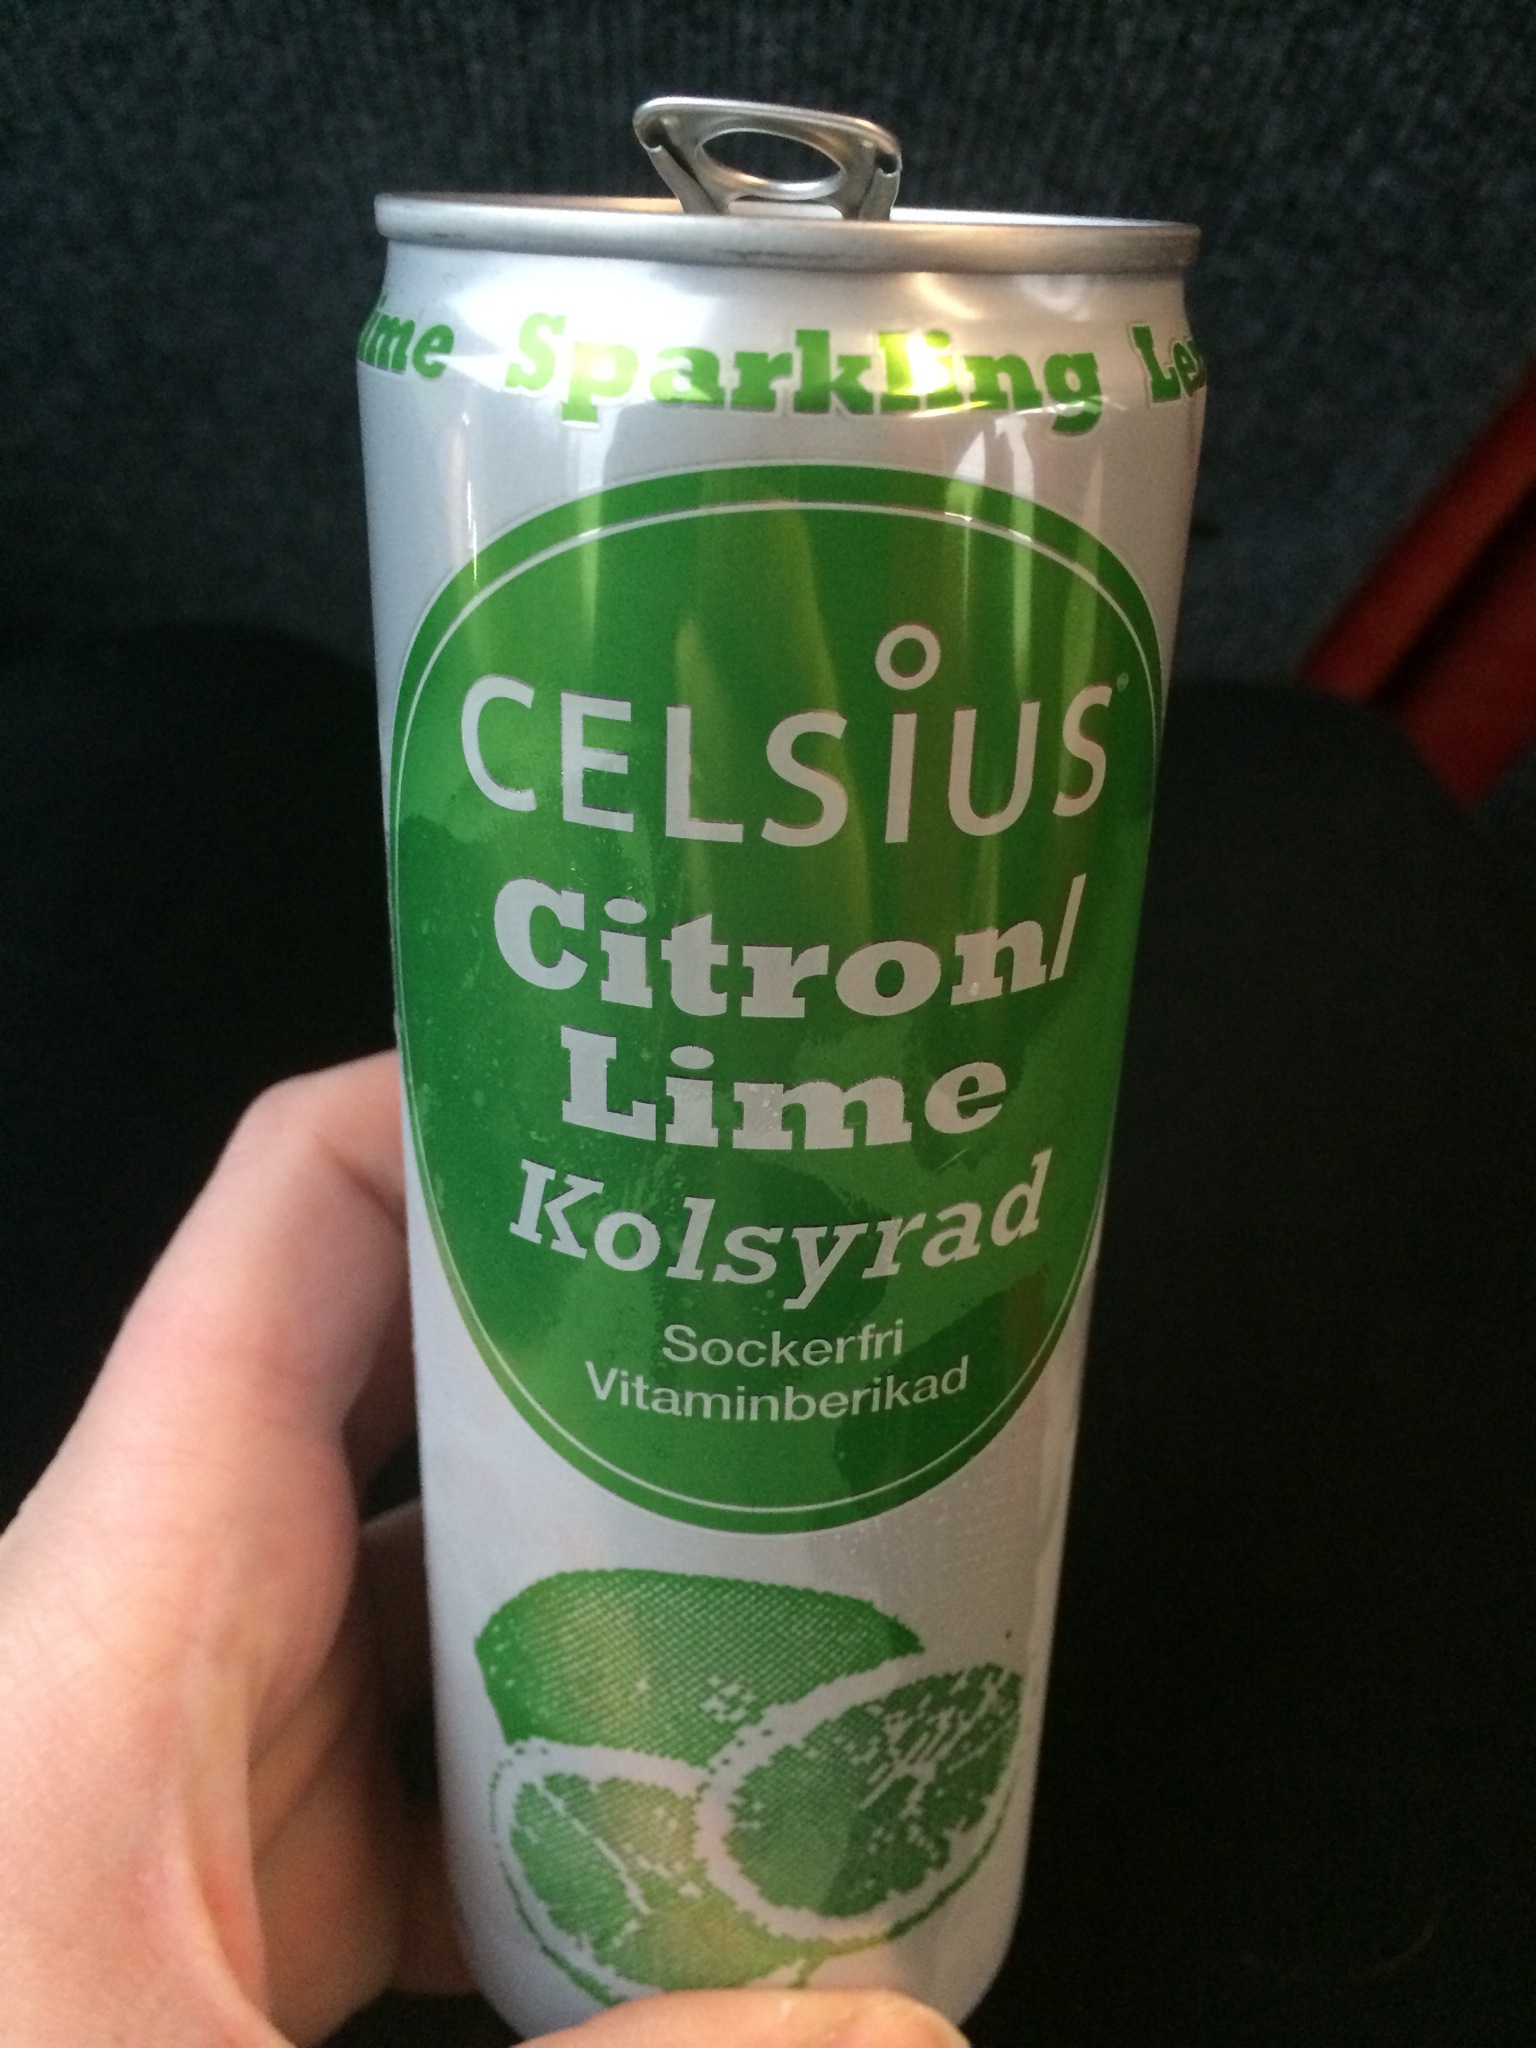 Sparkling
CELSIUS®
Citron/
Lime
Kolsyrad
Sockerfri
Vitaminberikad